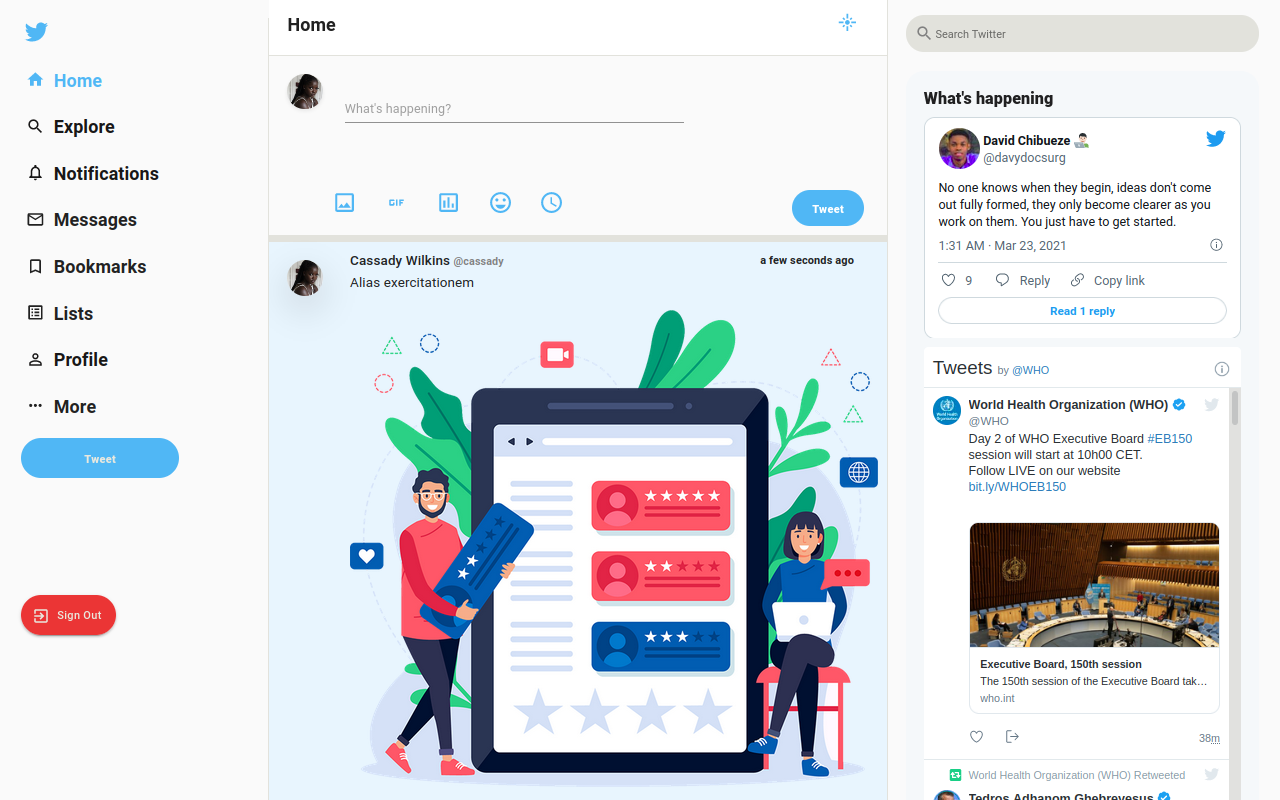 Home
Explore
Notifications
Messages
Bookmarks
Lists
Profile
More
Tweet
Sign Out
Home
What's happening?
GIF
Tweet
Cassady Wilkins @cassady
a few seconds ago
Alias exercitationem
Search Twitter
What's happening
David Chibueze 👨🏻‍💻
@davydocsurg
No one knows when they begin, ideas don't come
out fully formed, they only become clearer as you
work on them. You just have to get started.
1:31 AM · Mar 23, 2021
9 Reply Copy link
Read 1 reply
Tweets by @WHO
World Health Organization (WHO)
@WHO
Day 2 of WHO Executive Board #EB150
session will start at 10h00 CET.
Follow LIVE on our website
bit.ly/WHOEB150
Executive Board, 150th session
The 150th session of the Executive Board tak…
who.int
38m
World Health Organization (WHO) Retweeted
Tedros Adhanom Ghebreyesus